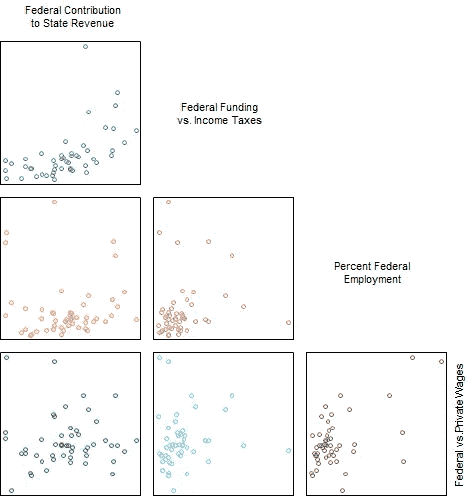 Federal Contribution
to State Revenue
Federal Funding
vs. Income Taxes
Percent Federal
Employment
Federal vs.Private Wages